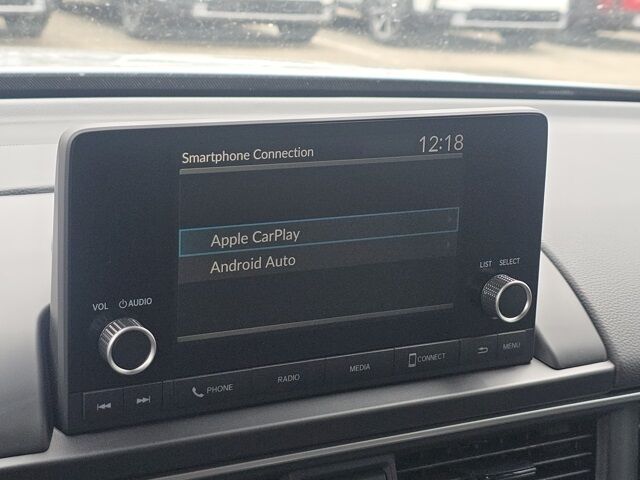 Smartphone Connection 12:18
Apple CarPlay
Android Auto
LIST SELECT
VOL AUDIO
PHONE RADIO MEDIA CONNECT MENU